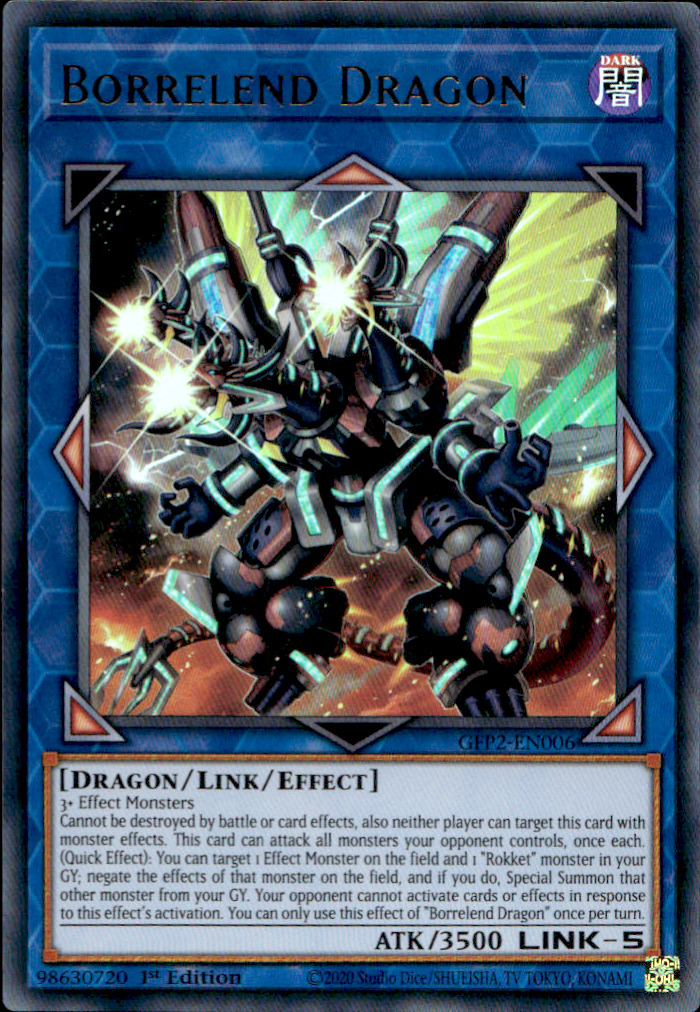 Borrelend Dragon
DARK
闇
GFP2-EN006
[Dragon/Link/Effect]
3+ Effect Monsters
Cannot be destroyed by battle or card effects, also neither player can target this card with
monster effects. This card can attack all monsters your opponent controls, once each.
(Quick Effect): You can target 1 Effect Monster on the field and 1 "Rokket" monster in your
GY; negate the effects of that monster on the field, and if you do, Special Summon that
other monster from your GY. Your opponent cannot activate cards or effects in response
to this effect's activation. You can only use this effect of "Borrelend Dragon" once per turn.
ATK/3500 LINK-5
98630720 1st Edition ©2020 Studio Dice/SHUEISHA, TV TOKYO, KONAMI